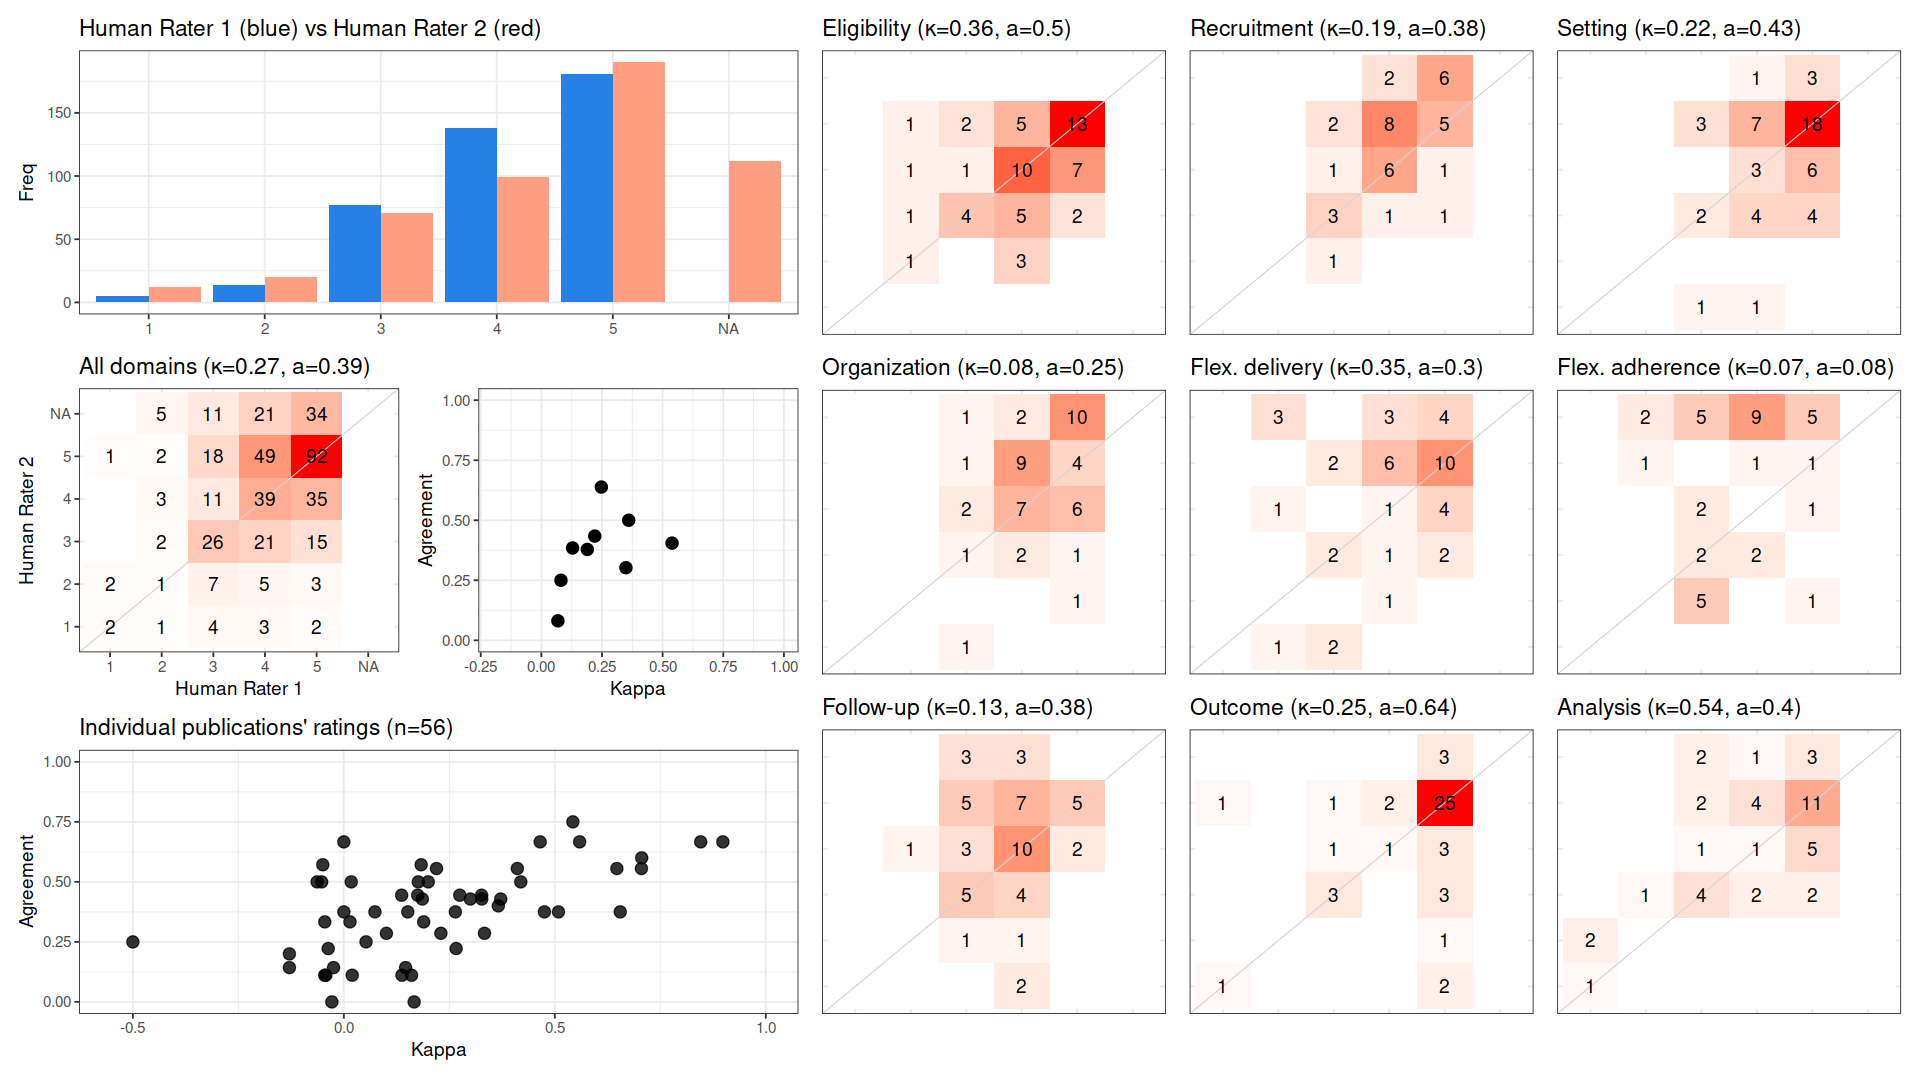 Human Rater 1 (blue) vs Human Rater 2 (red)
Freq
150
100
50
0
1 2 3 4 5 NA
All domains (κ=0.27, a=0.39)
Human Rater 2
NA 5 11 21 34
5 1 2 18 49 92
4 3 11 39 35
3 2 26 21 15
2 2 1 7 5 3
1 2 1 4 3 2
1 2 3 4 5 NA
Human Rater 1
Agreement
1.00
0.75
0.50
0.25
0.00
-0.25 0.00 0.25 0.50 0.75 1.00
Kappa
Individual publications' ratings (n=56)
Agreement
1.00
0.75
0.50
0.25
0.00
-0.5 0.0 0.5 1.0
Kappa
Eligibility (κ=0.36, a=0.5)
1 2 5 13
1 1 10 7
1 4 5 2
1 3
Recruitment (κ=0.19, a=0.38)
2 6
2 8 5
1 6 1
3 1 1
1
Setting (κ=0.22, a=0.43)
1 3
3 7 18
3 6
2 4 4
1 1
Organization (κ=0.08, a=0.25)
1 2 10
1 9 4
2 7 6
1 2 1
1
1
Flex. delivery (κ=0.35, a=0.3)
3 3 4
2 6 10
1 1 4
2 1 2
1
1 2
Flex. adherence (κ=0.07, a=0.08)
2 5 9 5
1 1 1
2 1
2 2
5 1
Follow-up (κ=0.13, a=0.38)
3 3
5 7 5
1 3 10 2
5 4
1 1
2
Outcome (κ=0.25, a=0.64)
3
1 1 2 25
1 1 3
3 3
1
1 2
Analysis (κ=0.54, a=0.4)
2 1 3
2 4 11
1 1 5
1 4 2 2
2
1